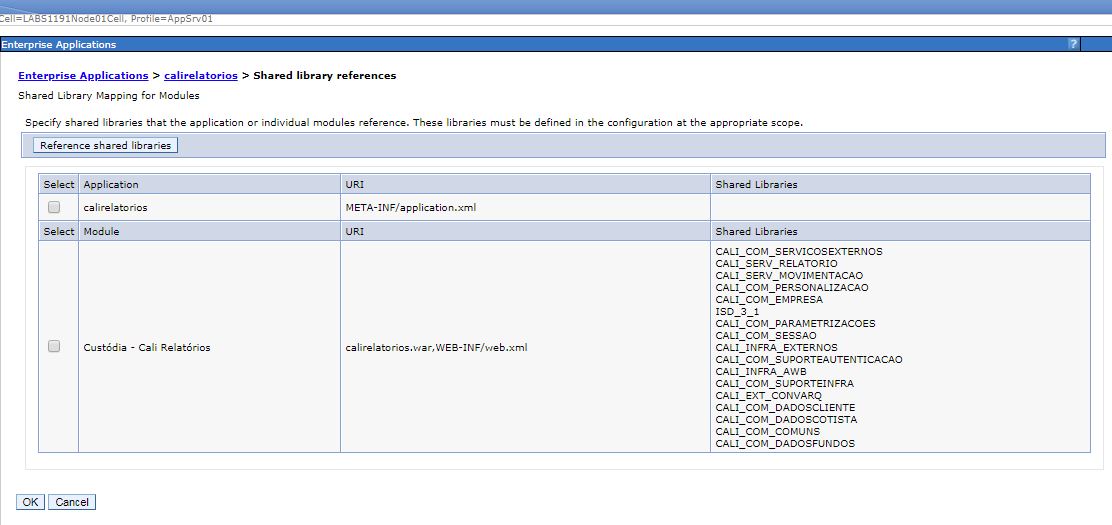 Cell=LABS1191Node01Cell, Profile=AppSrv01
Enterprise Applications ?
Enterprise Applications > calirelatorios > Shared library references
Shared Library Mapping for Modules
Specify shared libraries that the application or individual modules reference. These libraries must be defined in the configuration at the appropriate scope.
Reference shared libraries
Select Application URI Shared Libraries
calirelatorios META-INF/application.xml
Select Module URI Shared Libraries
Custódia - Cali Relatórios calirelatorios.war,WEB-INF/web.xml
CALI_COM_SERVICOSEXTERNOS
CALI_SERV_RELATORIO
CALI_SERV_MOVIMENTACAO
CALI_COM_PERSONALIZACAO
CALI_COM_EMPRESA
ISD_3_1
CALI_COM_PARAMETRIZACOES
CALI_COM_SESSAO
CALI_INFRA_EXTERNOS
CALI_COM_SUPORTEAUTENTICACAO
CALI_INFRA_AWB
CALI_COM_SUPORTEINFRA
CALI_EXT_CONVARQ
CALI_COM_DADOSCLIENTE
CALI_COM_DADOSCOTISTA
CALI_COM_COMUNS
CALI_COM_DADOSFUNDOS
OK Cancel